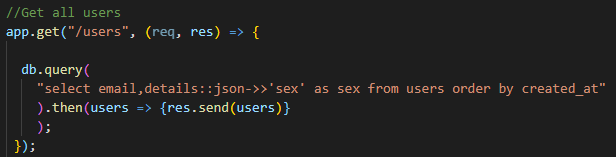 //Get all users
app.get("/users", (req, res) => {
db.query(
"select email,details::json->>'sex' as sex from users order by created_at"
).then(users => {res.send(users)}
);
});